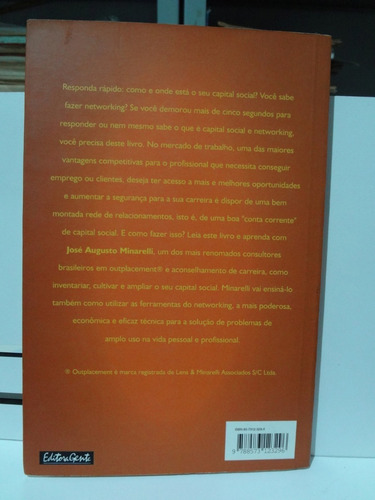 Responda rápido: como e onde está o seu capital social? Você sabe
fazer networking? Se você demorou mais de cinco segundos para
responder ou nem mesmo sabe o que é capital social e networking,
você precisa deste livro. No mercado de trabalho, uma das maiores
vantagens competitivas para o profissional que necessita conseguir
emprego ou clientes, deseja ter acesso a mais e melhores oportunidades
e aumentar a segurança para a sua carreira é dispor de uma bem
montada rede de relacionamentos, isto é, de uma boa "conta corrente"
de capital social. E como fazer isso? Leia este livro e aprenda com
José Augusto Minarelli, um dos mais renomados consultores
brasileiros em outplacement® e aconselhamento de carreira, como
inventariar, cultivar e ampliar o seu capital social. Minarelli vai ensiná-lo
também como utilizar as ferramentas do networking, a mais poderosa,
econômica e eficaz técnica para a solução de problemas de
amplo uso na vida pessoal e profissional.
® Outplacement é marca registrada de Lens & Minarelli Associados S/C Ltda.
Editora Gente